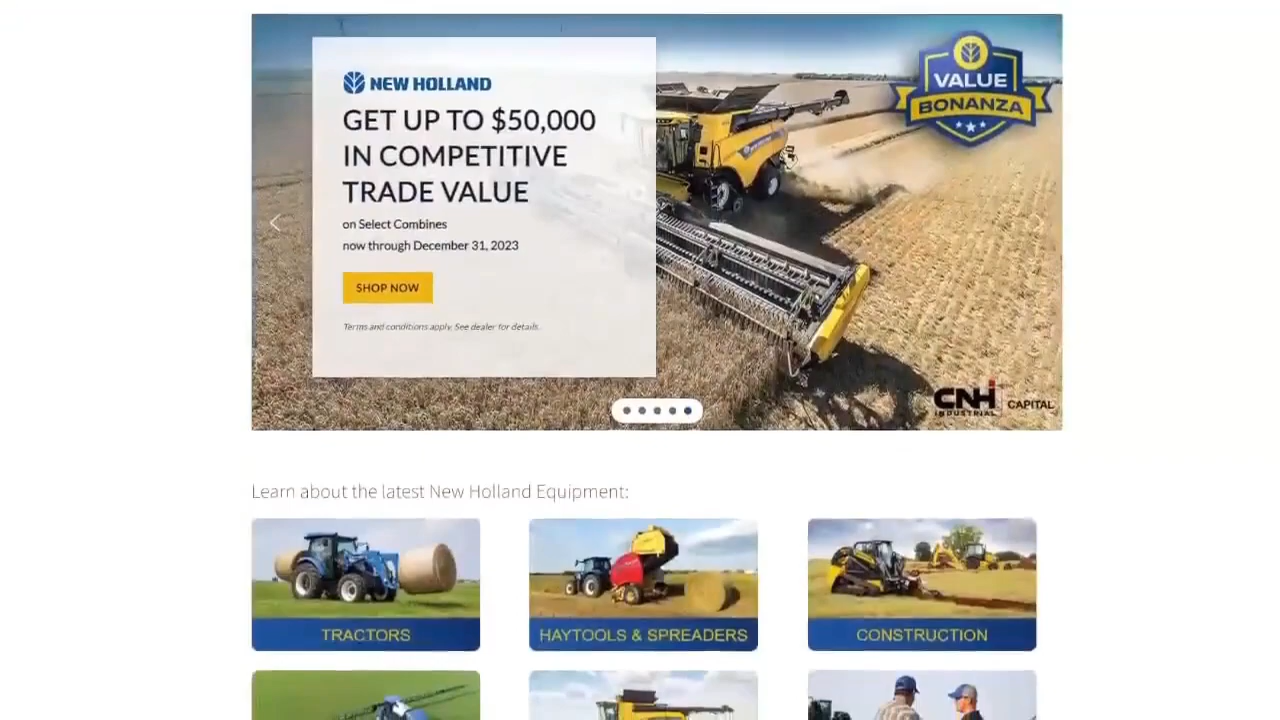 NEW HOLLAND
GET UP TO $50,000
IN COMPETITIVE
TRADE VALUE
on Select Combines
now through December 31, 2023
SHOP NOW
Terms and conditions apply. See dealer for details.
VALUE
BONANZA
CNH
INDUSTRIAL
CAPITAL
Learn about the latest New Holland Equipment:
TRACTORS
HAYTOOLS & SPREADERS
CONSTRUCTION